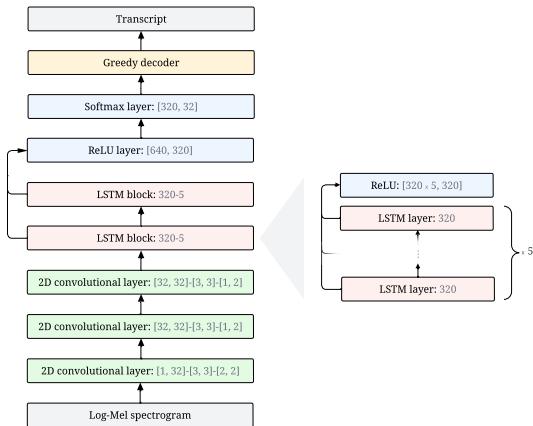 Transcript
Greedy decoder
Softmax layer: [320, 32]
ReLU layer: [640, 320]
LSTM block: 320-5
LSTM block: 320-5
2D convolutional layer: [32, 32]-[3, 3]-[1, 2]
2D convolutional layer: [32, 32]-[3, 3]-[1, 2]
2D convolutional layer: [1, 32]-[3, 3]-[2, 2]
Log-Mel spectrogram
ReLU: [320 x 5, 320]
LSTM layer: 320
x 5
LSTM layer: 320